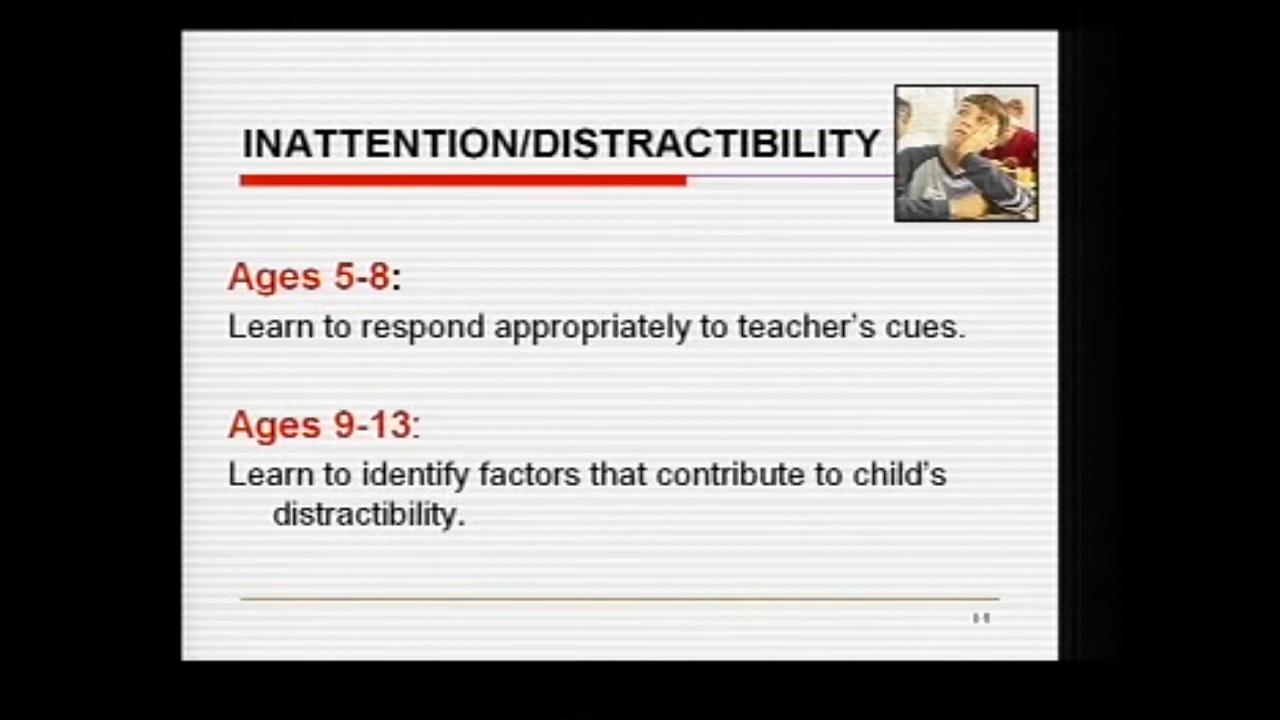 INATTENTION/DISTRACTIBILITY
Ages 5-8:
Learn to respond appropriately to teacher's cues.
Ages 9-13:
Learn to identify factors that contribute to child's
distractibility.